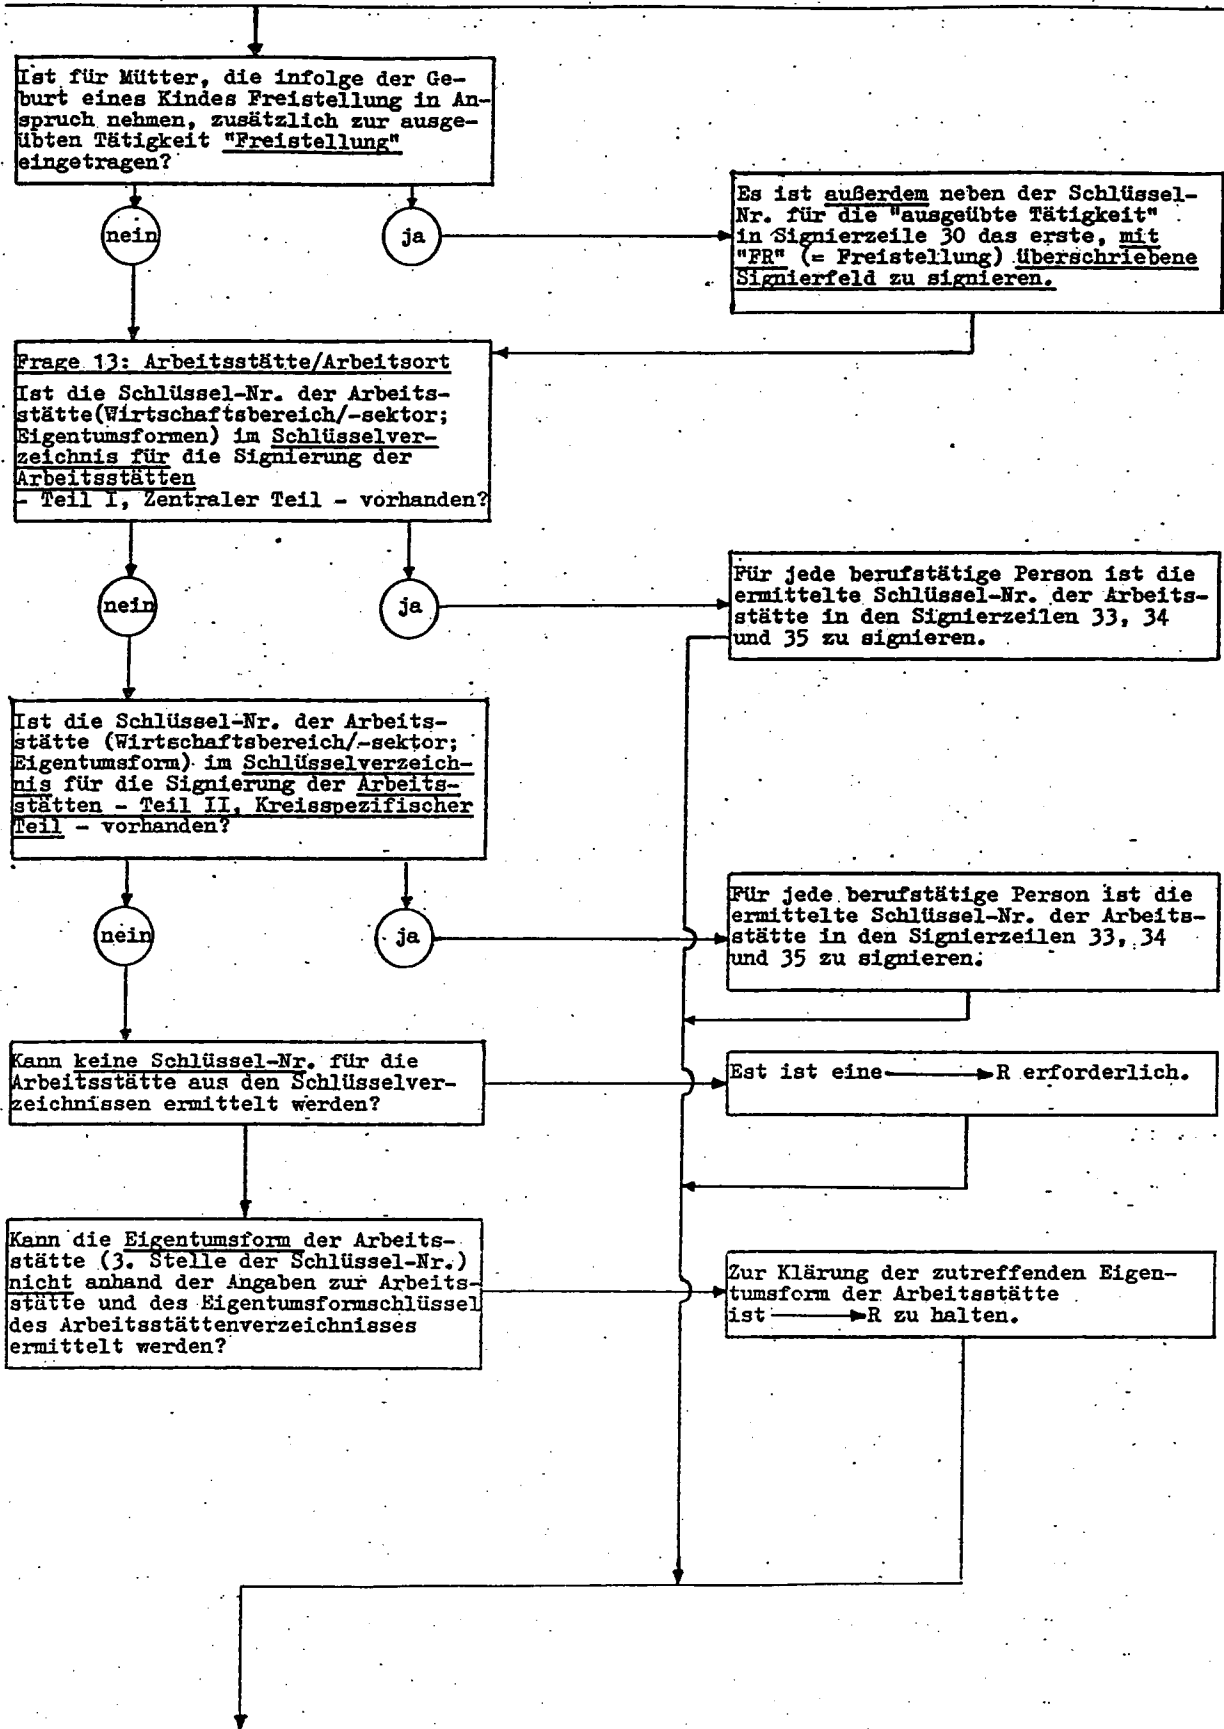 Ist für Mütter, die infolge der Ge-
burt eines Kindes Freistellung in An-
spruch nehmen, zusätzlich zur ausge-
übten Tätigkeit "Freistellung"
eingetragen?
nein
ja
Es ist außerdem neben der Schlüssel-
Nr. für die "ausgeübte Tätigkeit"
in Signierzeile 30 das erste, mit
"FR" (= Freistellung) überschriebene
Signierfeld zu signieren.
Frage 13: Arbeitsstätte/Arbeitsort
Ist die Schlüssel-Nr. der Arbeits-
stätte(Wirtschaftsbereich/-sektor;
Eigentumsformen) im Schlüsselver-
zeichnis für die Signierung der
Arbeitsstätten
- Teil I, Zentraler Teil - vorhanden?
nein
ja
Für jede berufstätige Person ist die
ermittelte Schlüssel-Nr. der Arbeits-
stätte in den Signierzeilen 33, 34
und 35 zu signieren.
Ist die Schlüssel-Nr. der Arbeits-
stätte (Wirtschaftsbereich/-sektor;
Eigentumsform) im Schlüsselverzeich-
nis für die Signierung der Arbeits-
stätten - Teil II, Kreisspezifischer
Teil - vorhanden?
nein
ja
Für jede berufstätige Person ist die
ermittelte Schlüssel-Nr. der Arbeits-
stätte in den Signierzeilen 33, 34
und 35 zu signieren.
Kann keine Schlüssel-Nr. für die
Arbeitsstätte aus den Schlüsselver-
zeichnissen ermittelt werden?
Est ist eine → R erforderlich.
Kann die Eigentumsform der Arbeits-
stätte (3. Stelle der Schlüssel-Nr.)
nicht anhand der Angaben zur Arbeits-
stätte und des Eigentumsformschlüssel
des Arbeitsstättenverzeichnisses
ermittelt werden?
Zur Klärung der zutreffenden Eigen-
tumsform der Arbeitsstätte
ist → R zu halten.